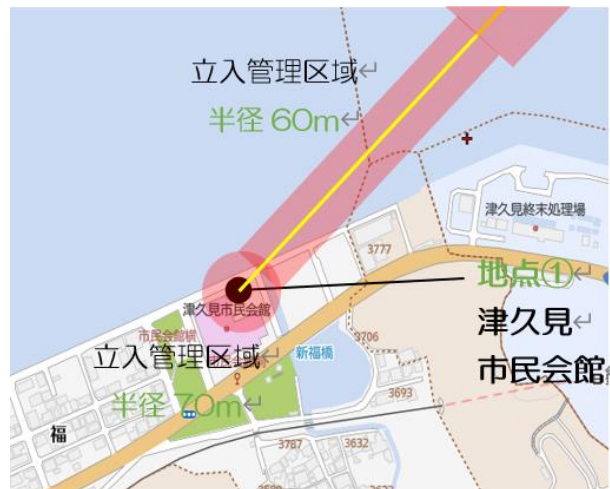 立入管理区域↵
半径 60m↵
津久見終末処理場
3777
地点①↵
津久見市民会館
津久見↵
市民会館
市民会館横
3706
新福橋
立入管理区域↵
3693
半径 70m↵
福
3787
3632